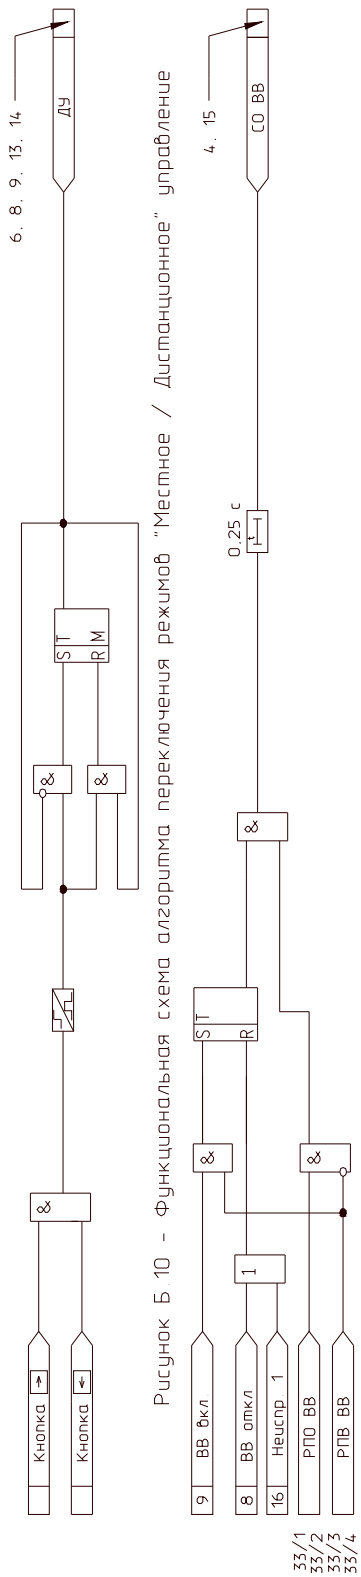 Кнопка →
Кнопка ←
&
&
&
S T
R M
ДУ
6. 8. 9. 13. 14
Рисунок Б.10 - Функциональная схема алгоритма переключения режимов "Местное / Дистанционное" управление
9 ВВ вкл.
8 ВВ откл
16 Неиспр. 1
РПО ВВ
РПВ ВВ
33/1
33/2
33/3
33/4
1
&
&
S T
R
&
0.25 с
t
СО ВВ
4. 15